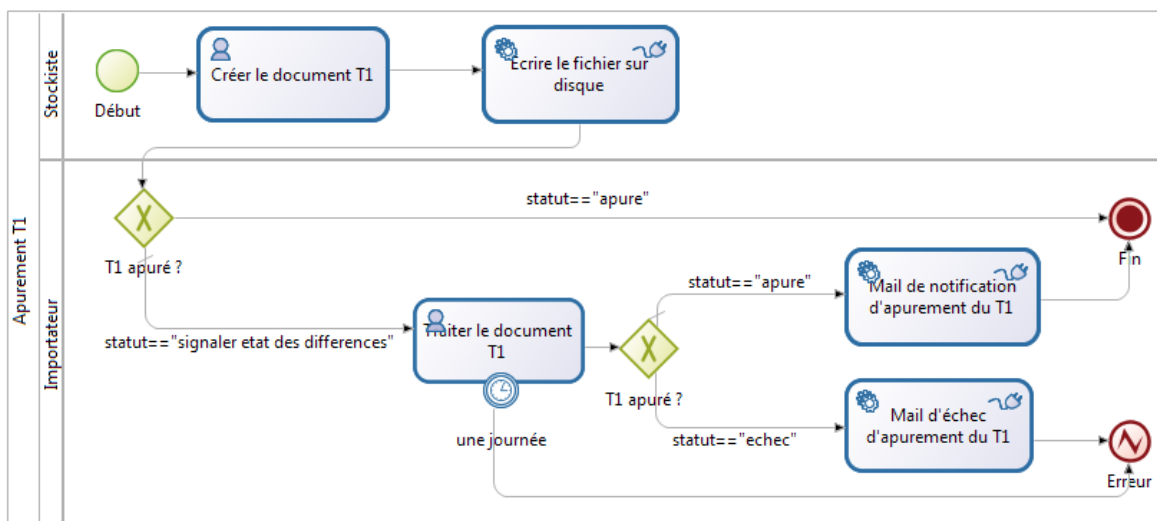 Apurement T1
Stockiste
Début
Créer le document T1
Ecrire le fichier sur
disque
Importateur
T1 apuré ?
statut=="apure"
Fin
statut=="signaler etat des differences"
Traiter le document
T1
une journée
T1 apuré ?
statut=="apure"
Mail de notification
d'apurement du T1
statut=="echec"
Mail d'échec
d'apurement du T1
Erreur